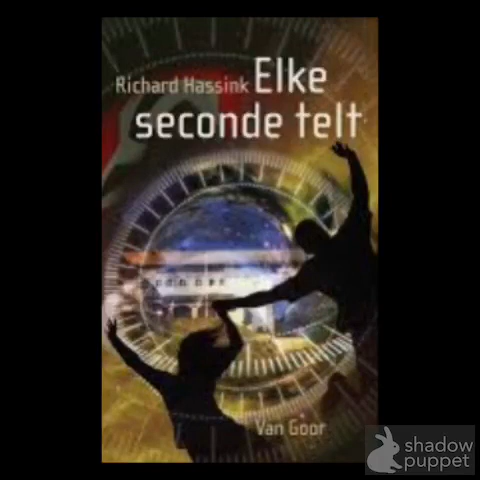 Richard Hassink Elke
seconde telt
Van Goor
shadow
puppet